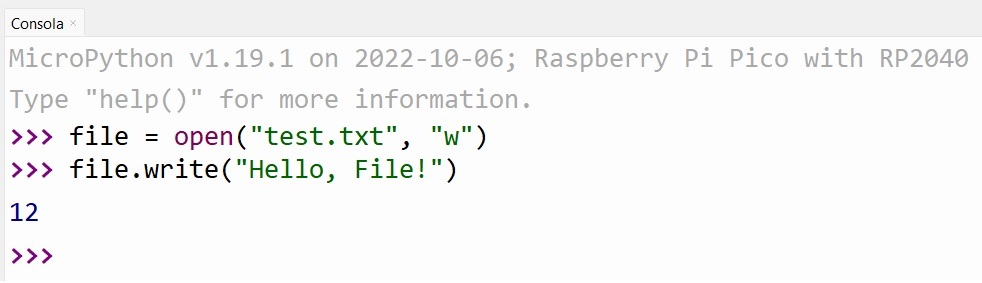 Consola ×
MicroPython v1.19.1 on 2022-10-06; Raspberry Pi Pico with RP2040
Type "help()" for more information.
>>> file = open("test.txt", "w")
>>> file.write("Hello, File!")
12
>>>